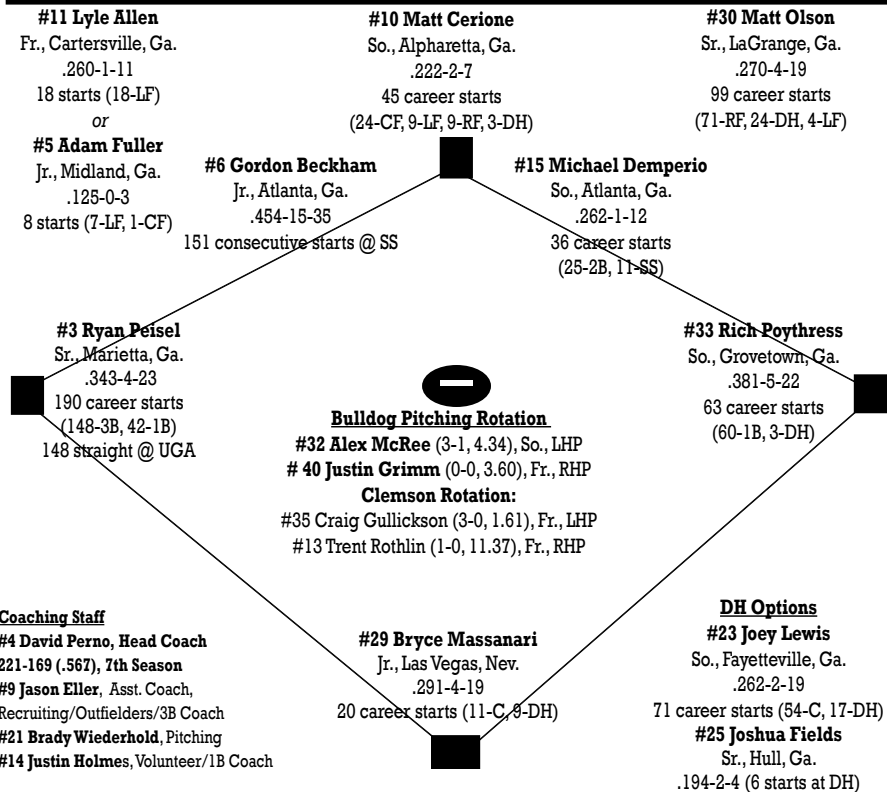 #11 Lyle Allen
Fr., Cartersville, Ga.
.260-1-11
18 starts (18-LF)
or
#5 Adam Fuller
Jr., Midland, Ga.
.125-0-3
8 starts (7-LF, 1-CF)
#10 Matt Cerione
So., Alpharetta, Ga.
.222-2-7
45 career starts
(24-CF, 9-LF, 9-RF, 3-DH)
#30 Matt Olson
Sr., LaGrange, Ga.
.270-4-19
99 career starts
(71-RF, 24-DH, 4-LF)
#6 Gordon Beckham
Jr., Atlanta, Ga.
.454-15-35
151 consecutive starts @ SS
#15 Michael Demperio
So., Atlanta, Ga.
.262-1-12
36 career starts
(25-2B, 11-SS)
#3 Ryan Peisel
Sr., Marietta, Ga.
.343-4-23
190 career starts
(148-3B, 42-1B)
148 straight @ UGA
#33 Rich Poythress
So., Grovetown, Ga.
.381-5-22
63 career starts
(60-1B, 3-DH)
Bulldog Pitching Rotation
#32 Alex McRee (3-1, 4.34), So., LHP
# 40 Justin Grimm (0-0, 3.60), Fr., RHP
Clemson Rotation:
#35 Craig Gullickson (3-0, 1.61), Fr., LHP
#13 Trent Rothlin (1-0, 11.37), Fr., RHP
Coaching Staff
#4 David Perno, Head Coach
221-169 (.567), 7th Season
#9 Jason Eller, Asst. Coach,
Recruiting/Outfielders/3B Coach
#21 Brady Wiederhold, Pitching
#14 Justin Holmes, Volunteer/1B Coach
#29 Bryce Massanari
Jr., Las Vegas, Nev.
.291-4-19
20 career starts (11-C, 9-DH)
DH Options
#23 Joey Lewis
So., Fayetteville, Ga.
.262-2-19
71 career starts (54-C, 17-DH)
#25 Joshua Fields
Sr., Hull, Ga.
.194-2-4 (6 starts at DH)